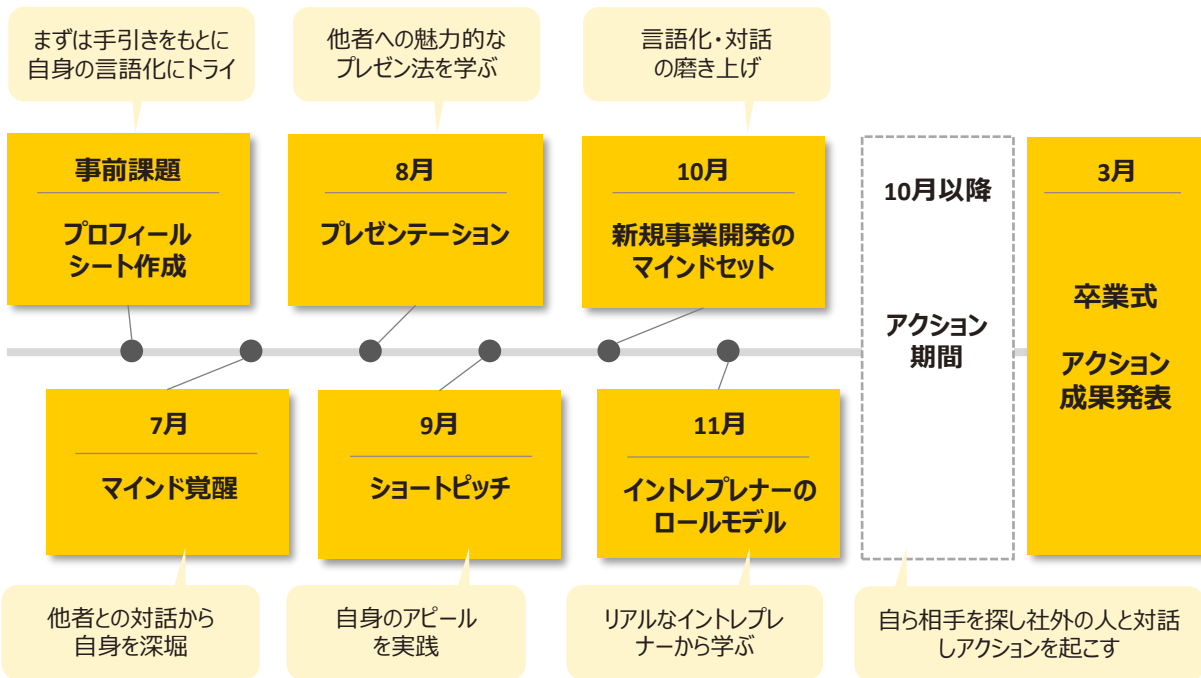 まずは手引きをもとに
自身の言語化にトライ
他者への魅力的な
プレゼン法を学ぶ
言語化・対話
の磨き上げ
事前課題
プロフィール
シート作成
8月
プレゼンテーション
10月
新規事業開発の
マインドセット
10月以降
アクション
期間
3月
卒業式
アクション
成果発表
7月
マインド覚醒
9月
ショートピッチ
11月
イントレプレナーの
ロールモデル
他者との対話から
自身を深堀
自身のアピール
を実践
リアルなイントレプレ
ナーから学ぶ
自ら相手を探し社外の人と対話
しアクションを起こす